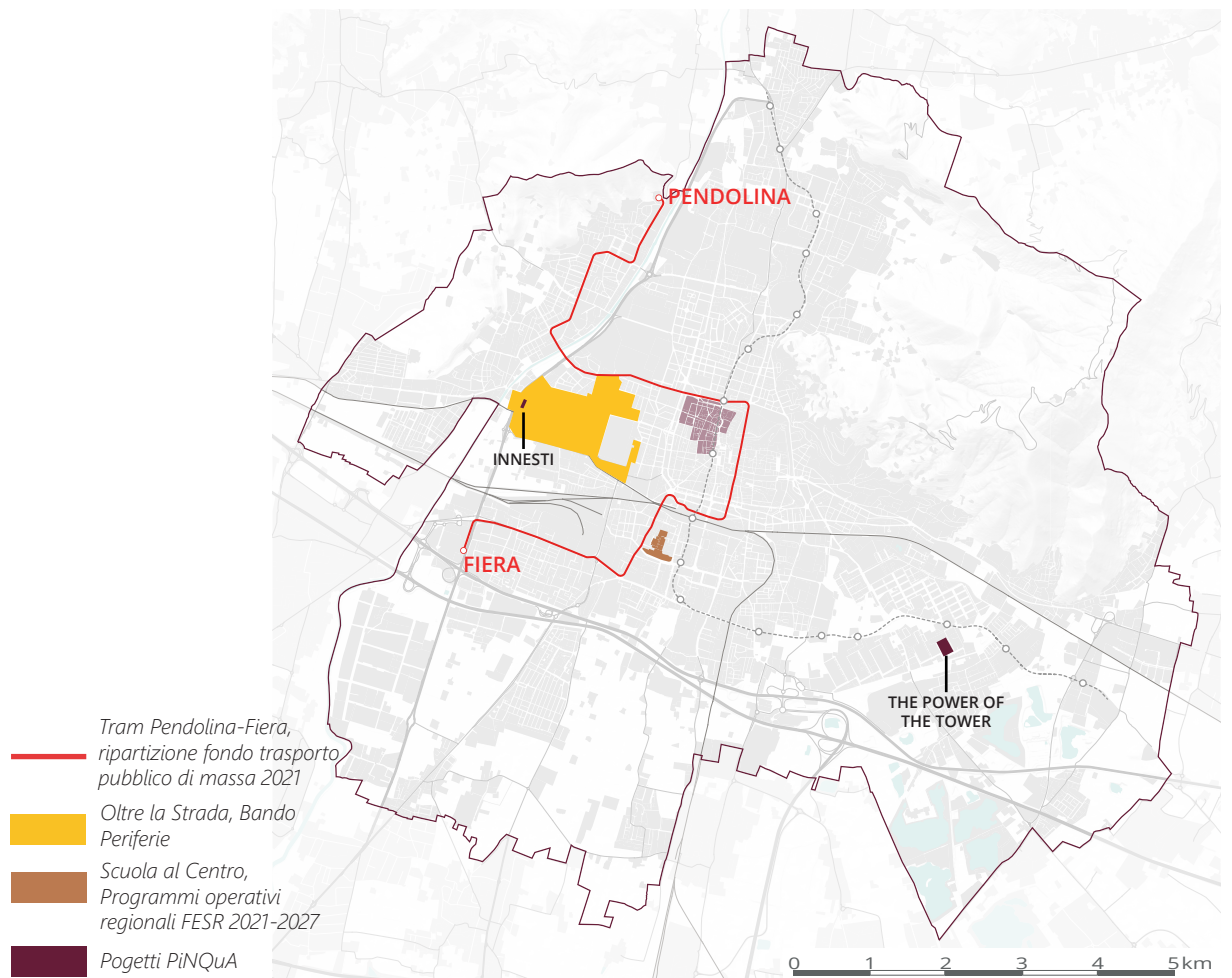 PENDOLINA
INNESTI
FIERA
THE POWER OF
THE TOWER
Tram Pendolina-Fiera,
ripartizione fondo trasporto
pubblico di massa 2021
Oltre la Strada, Bando
Periferie
Scuola al Centro,
Programmi operativi
regionali FESR 2021-2027
Pogetti PiNQuA
0 1 2 3 4 5 km